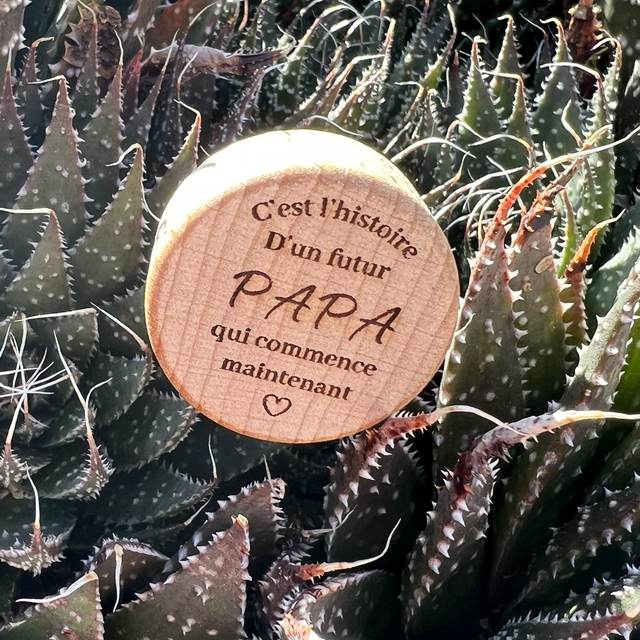 C'est l'histoire
D'un futur
PAPA
qui commence
maintenant